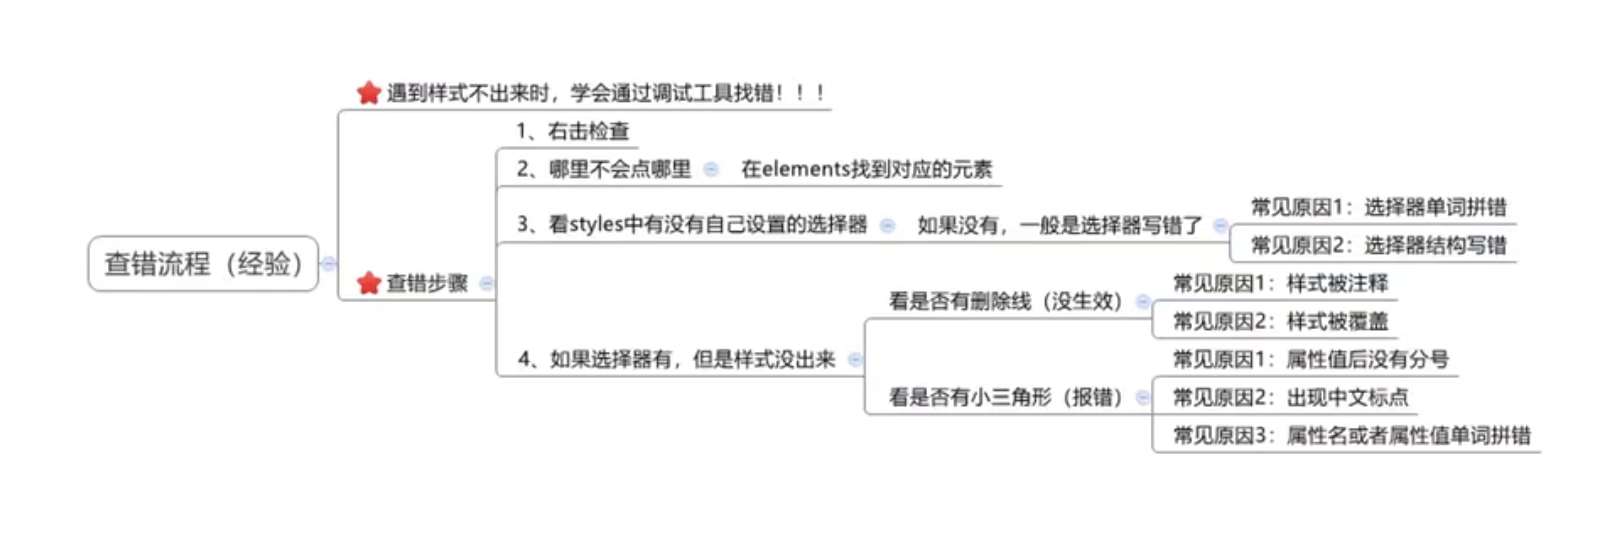 遇到样式不出来时，学会通过调试工具找错！！！
1、右击检查
2、哪里不会点哪里
在elements找到对应的元素
3、看styles中有没有自己设置的选择器
如果没有，一般是选择器写错了
常见原因1：选择器单词拼错
常见原因2：选择器结构写错
查错流程（经验）
查错步骤
4、如果选择器有，但是样式没出来
看是否有删除线（没生效）
常见原因1：样式被注释
常见原因2：样式被覆盖
看是否有小三角形（报错）
常见原因1：属性值后没有分号
常见原因2：出现中文标点
常见原因3：属性名或者属性值单词拼错